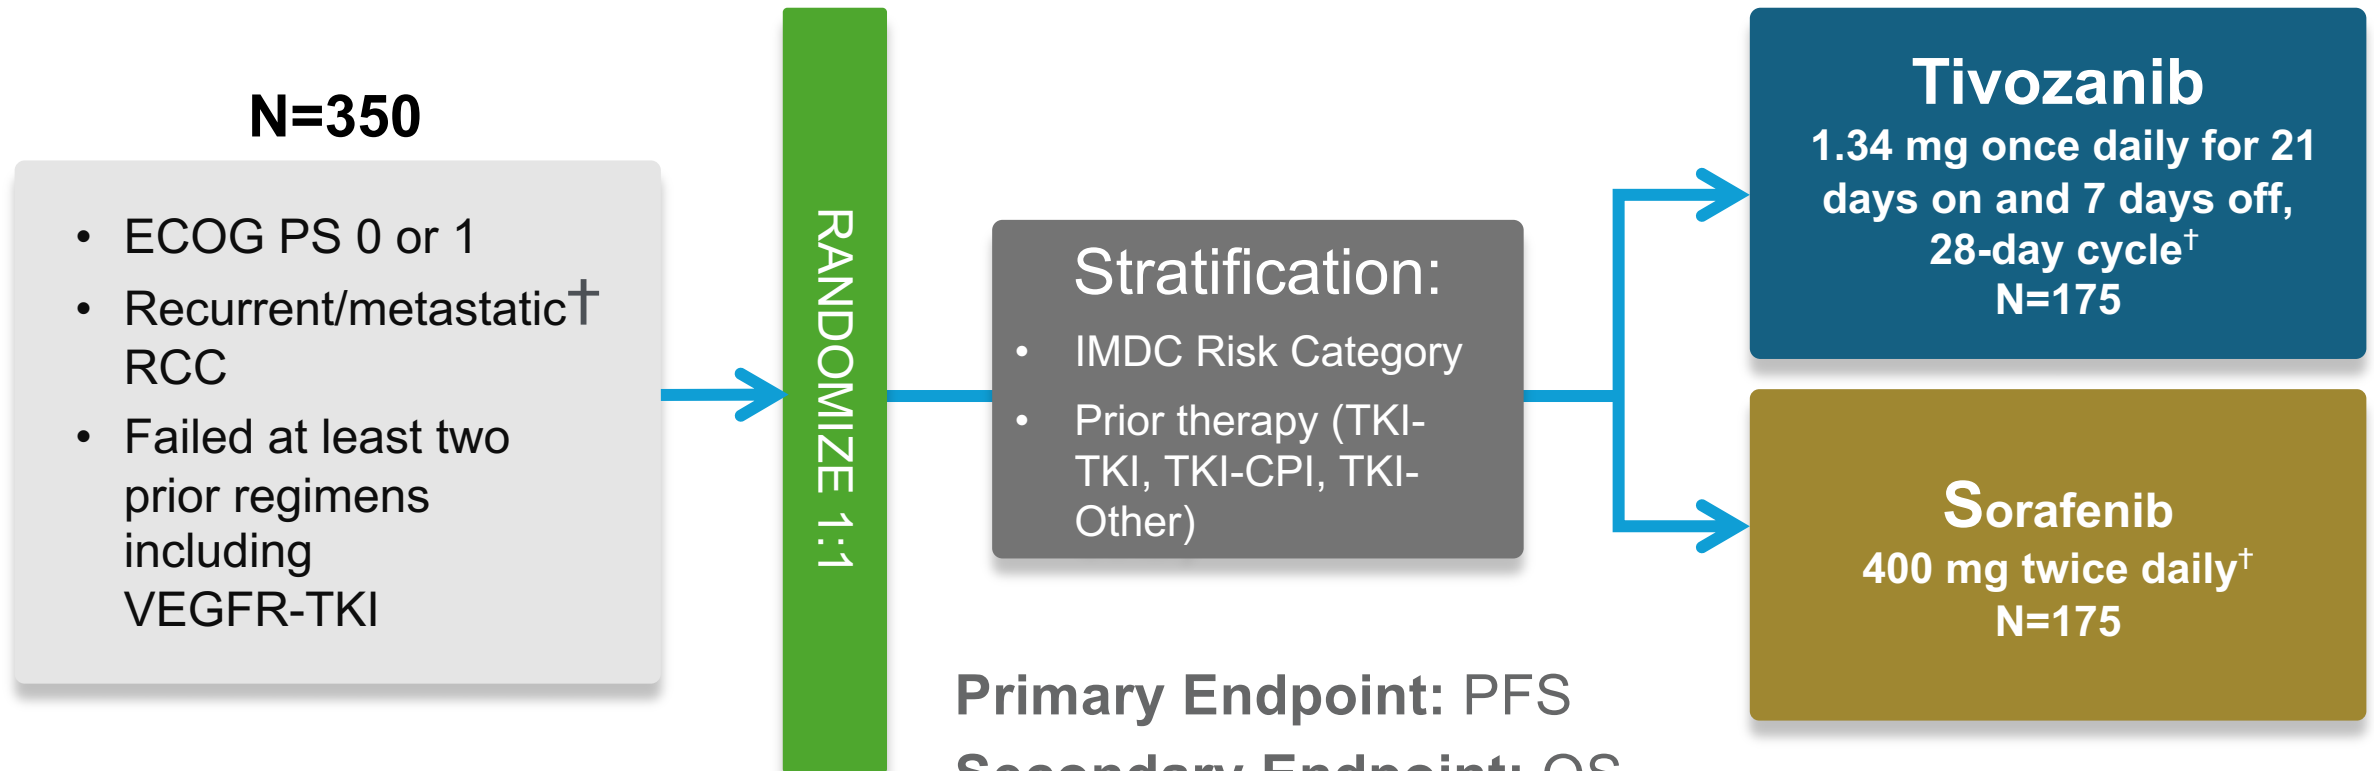 N=350
• ECOG PS 0 or 1
• Recurrent/metastatic†
RCC
• Failed at least two
prior regimens
including
VEGFR-TKI
RANDOMIZE 1:1
Stratification:
• IMDC Risk Category
• Prior therapy (TKI-
TKI, TKI-CPI, TKI-
Other)
Primary Endpoint: PFS
Secondary Endpoint: OS
Tivozanib
1.34 mg once daily for 21
days on and 7 days off,
28-day cycle†
N=175
Sorafenib
400 mg twice daily†
N=175